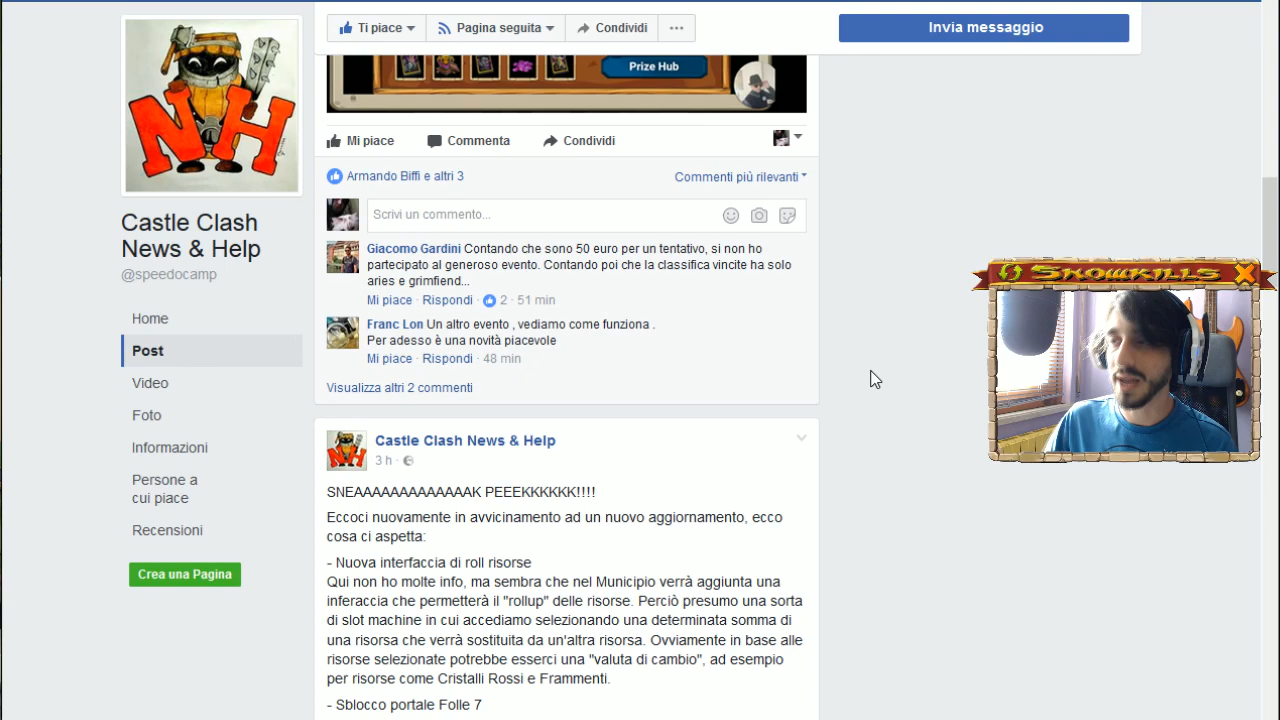 Ti piace
Pagina seguita
Condividi
Invia messaggio
Prize Hub
NH
Mi piace
Commenta
Condividi
Armando Biffi e altri 3
Commenti più rilevanti
Castle Clash
News & Help
@speedocamp
Scrivi un commento...
Giacomo Gardini Contando che sono 50 euro per un tentativo, si non ho
partecipato al generoso evento. Contando poi che la classifica vincite ha solo
aries e grimfiend...
Mi piace · Rispondi · 2 · 51 min
Franc Lon Un altro evento , vediamo come funziona .
Per adesso è una novità piacevole
Mi piace · Rispondi · 48 min
Visualizza altri 2 commenti
Home
Post
Video
Foto
Informazioni
Persone a
cui piace
Recensioni
Crea una Pagina
SNOWKILLS
NH
Castle Clash News & Help
3 h ·
SNEAAAAAAAAAAAAAK PEEEKKKKKK!!!!
Eccoci nuovamente in avvicinamento ad un nuovo aggiornamento, ecco
cosa ci aspetta:
- Nuova interfaccia di roll risorse
Qui non ho molte info, ma sembra che nel Municipio verrà aggiunta una
inferaccia che permetterà il "rollup" delle risorse. Perciò presumo una sorta
di slot machine in cui accediamo selezionando una determinata somma di
una risorsa che verrà sostituita da un'altra risorsa. Ovviamente in base alle
risorse selezionate potrebbe esserci una "valuta di cambio", ad esempio
per risorse come Cristalli Rossi e Frammenti.
- Sblocco portale Folle 7